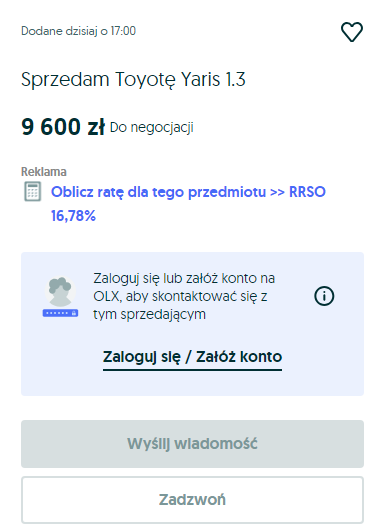 Dodane dzisiaj o 17:00
Sprzedam Toyotę Yaris 1.3
9 600 zł Do negocjacji
Reklama
Oblicz ratę dla tego przedmiotu >> RRSO
16,78%
Zaloguj się lub załóż konto na
OLX, aby skontaktować się z
tym sprzedającym
Zaloguj się / Załóż konto
Wyślij wiadomość
Zadzwoń